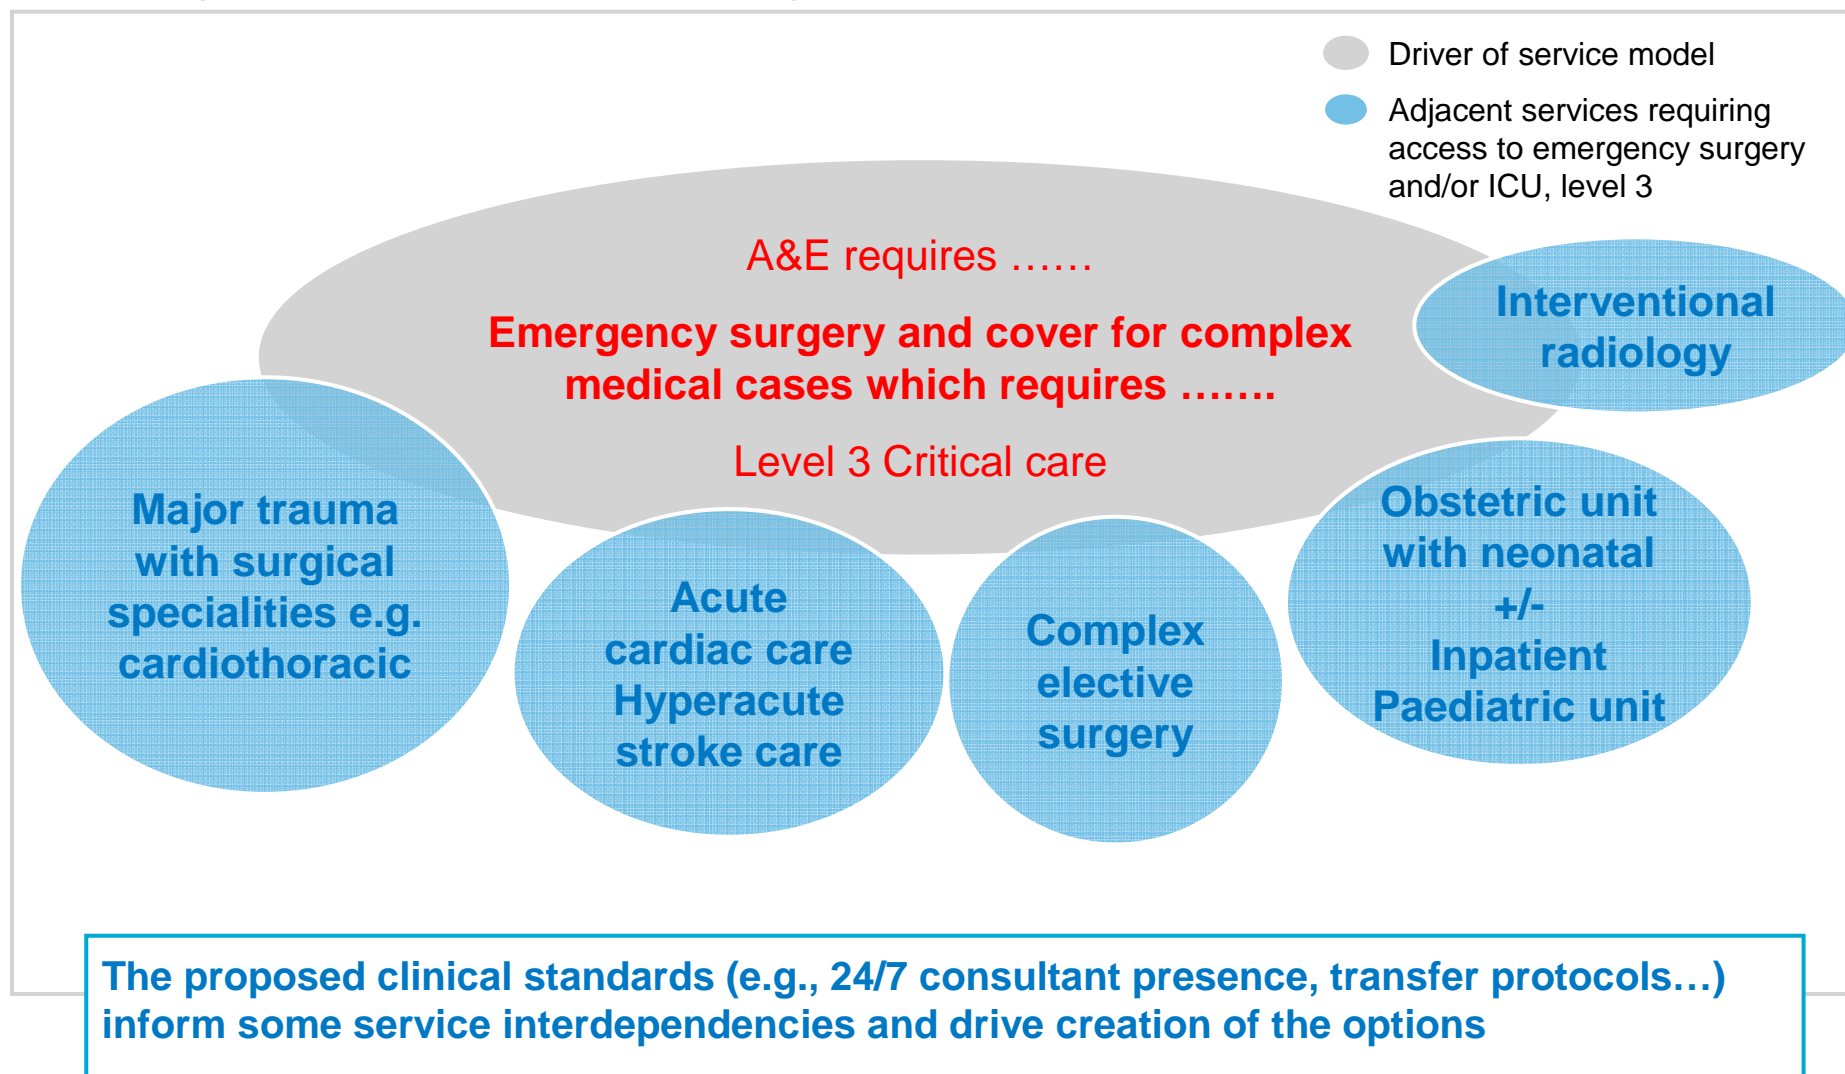 Driver of service model
Adjacent services requiring
access to emergency surgery
and/or ICU, level 3
A&E requires ……
Emergency surgery and cover for complex
medical cases which requires …….
Level 3 Critical care
Interventional
radiology
Major trauma
with surgical
specialities e.g.
cardiothoracic
Acute
cardiac care
Hyperacute
stroke care
Complex
elective
surgery
Obstetric unit
with neonatal
+/-
Inpatient
Paediatric unit
The proposed clinical standards (e.g., 24/7 consultant presence, transfer protocols…)
inform some service interdependencies and drive creation of the options